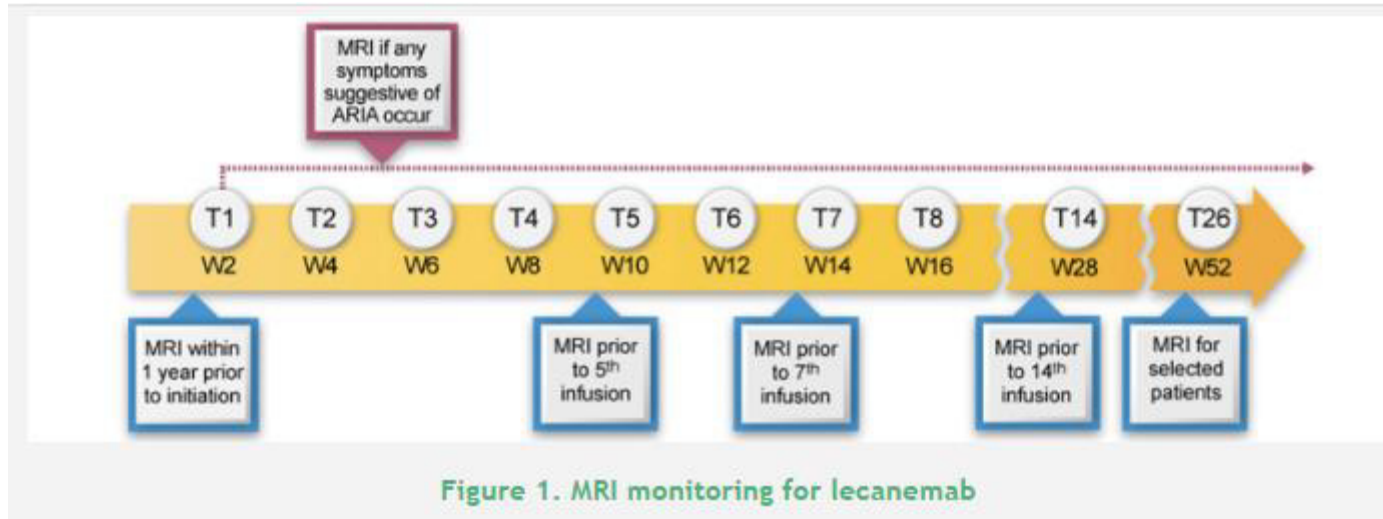 MRI if any
symptoms
suggestive of
ARIA occur
T1 T2 T3 T4 T5 T6 T7 T8 T14 T26
W2 W4 W6 W8 W10 W12 W14 W16 W28 W52
MRI within
1 year prior
to initiation
MRI prior
to 5th
infusion
MRI prior
to 7th
infusion
MRI prior
to 14th
infusion
MRI for
selected
patients
Figure 1. MRI monitoring for lecanemab